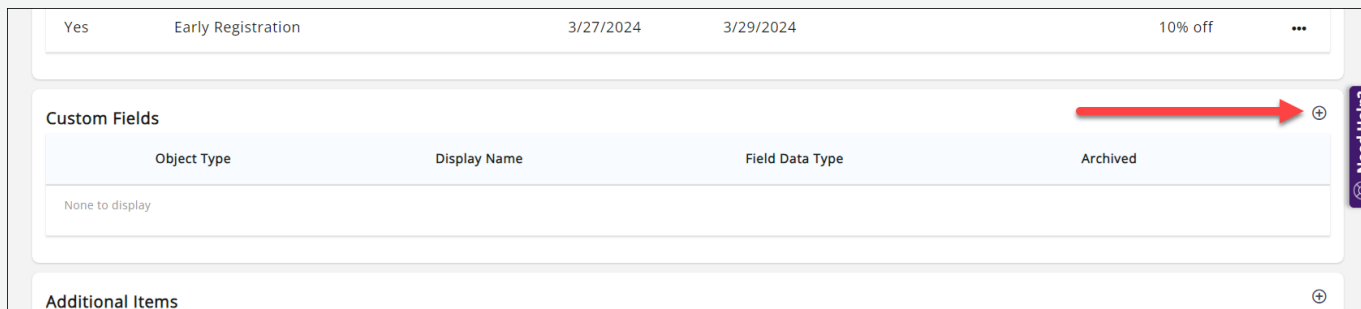 Yes Early Registration 3/27/2024 3/29/2024 10% off
Custom Fields
Object Type Display Name Field Data Type Archived
None to display
Additional Items